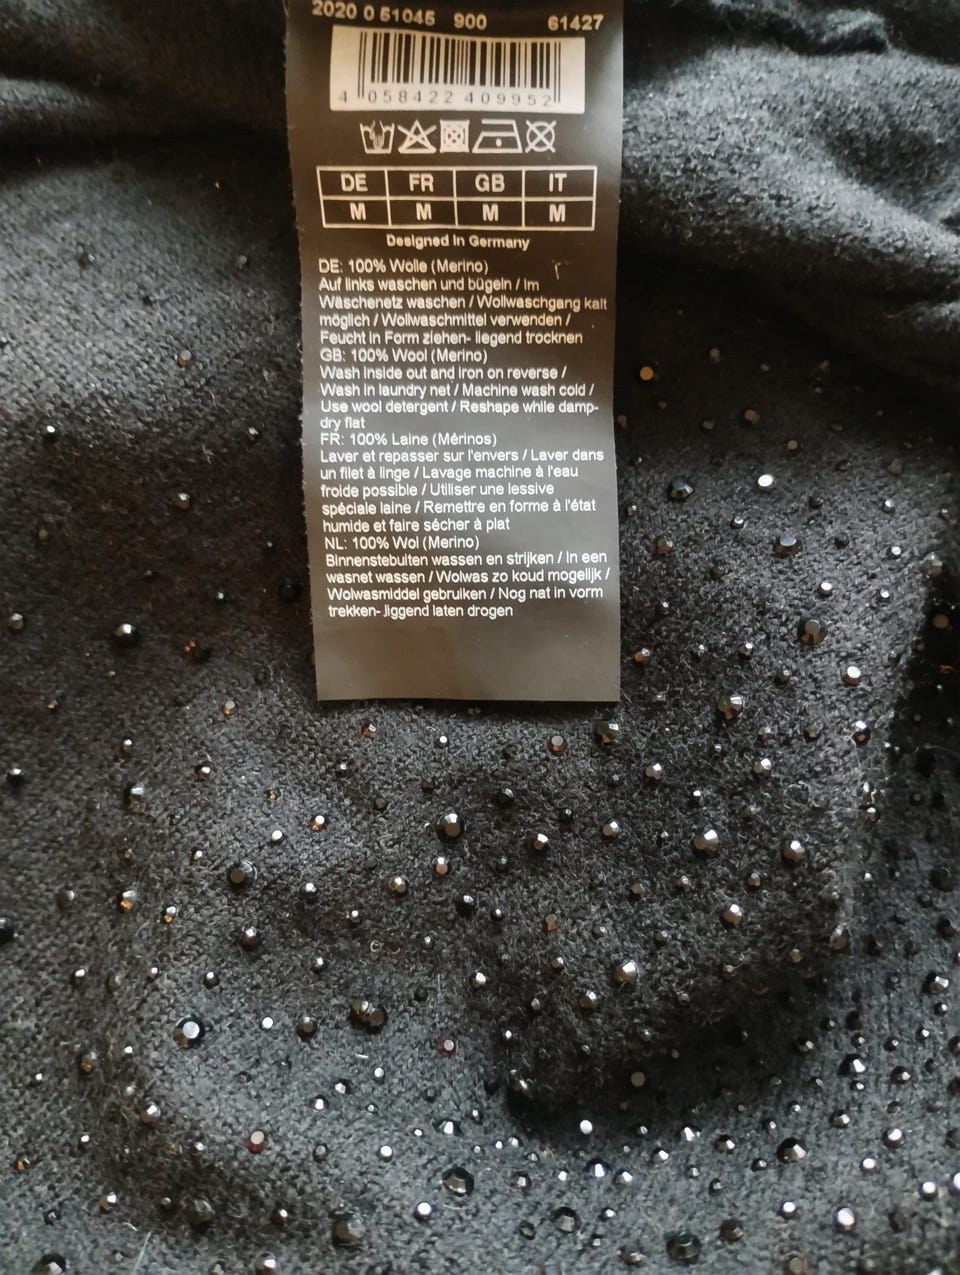 2020 0 51045 900 61427
4 058422 409952
DE FR GB IT
M M M M
Designed in Germany
DE: 100% Wolle (Merino)
Auf links waschen und bügeln / Im
Wäschenetz waschen / Wollwaschgang kalt
möglich / Wollwaschmittel verwenden /
Feucht in Form ziehen- liegend trocknen
GB: 100% Wool (Merino)
Wash inside out and iron on reverse /
Wash in laundry net / Machine wash cold /
Use wool detergent / Reshape while damp-
dry flat
FR: 100% Laine (Mérinos)
Laver et repasser sur l'envers / Laver dans
un filet à linge / Lavage machine à l'eau
froide possible / Utiliser une lessive
spéciale laine / Remettre en forme à l'état
humide et faire sécher à plat
NL: 100% Wol (Merino)
Binnenstebuiten wassen en strijken / In een
wasnet wassen / Wolwas zo koud mogelijk /
Wolwasmiddel gebruiken / Nog nat in vorm
trekken- liggend laten drogen